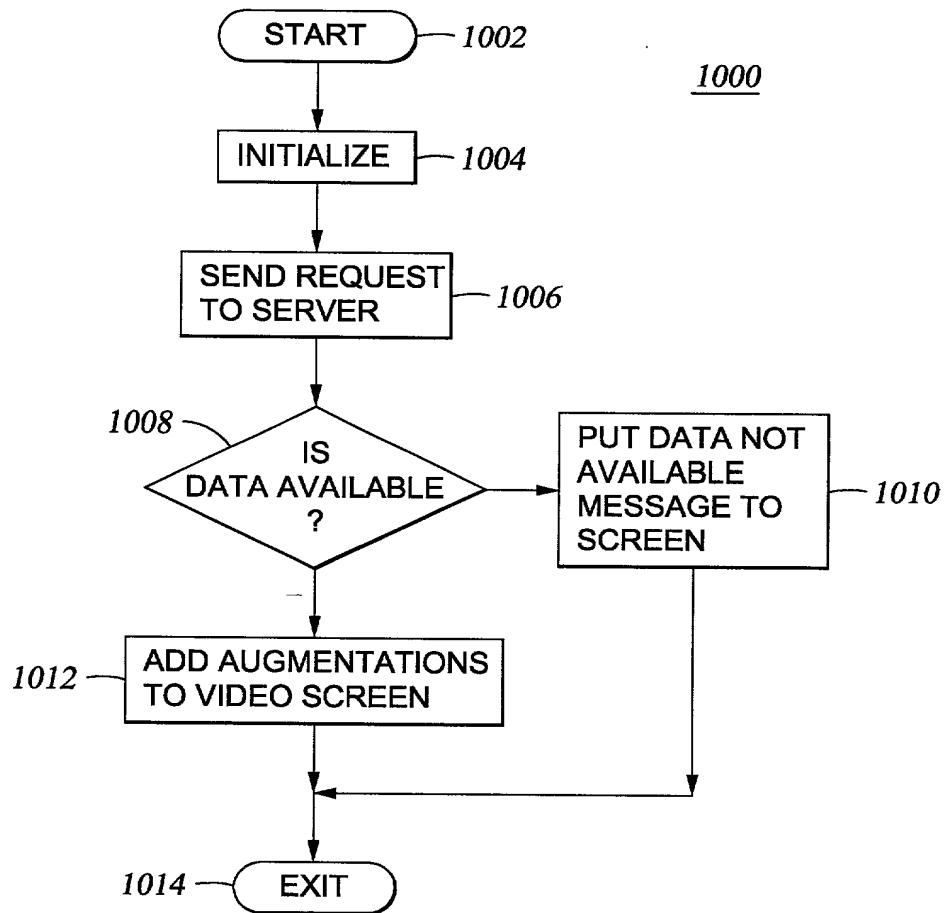 START
1002
1000
INITIALIZE
1004
SEND REQUEST
TO SERVER
1006
1008
IS
DATA AVAILABLE
?
PUT DATA NOT
AVAILABLE
MESSAGE TO
SCREEN
1010
1012
ADD AUGMENTATIONS
TO VIDEO SCREEN
1014
EXIT